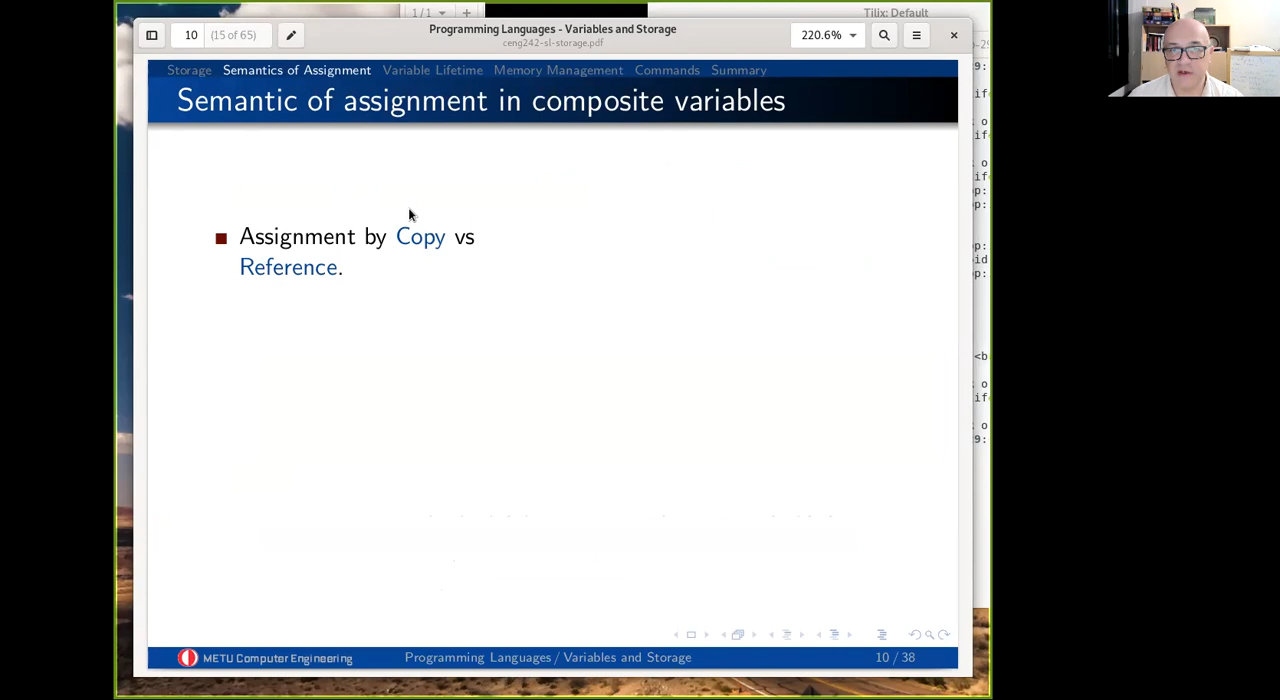 1/1
Tilix: Default
10 (15 of 65)
Programming Languages - Variables and Storage
ceng242-sl-storage.pdf
220.6%
Storage Semantics of Assignment Variable Lifetime Memory Management Commands Summary
Semantic of assignment in composite variables
Assignment by Copy vs
Reference.
METU Computer Engineering
Programming Languages / Variables and Storage
10 / 38